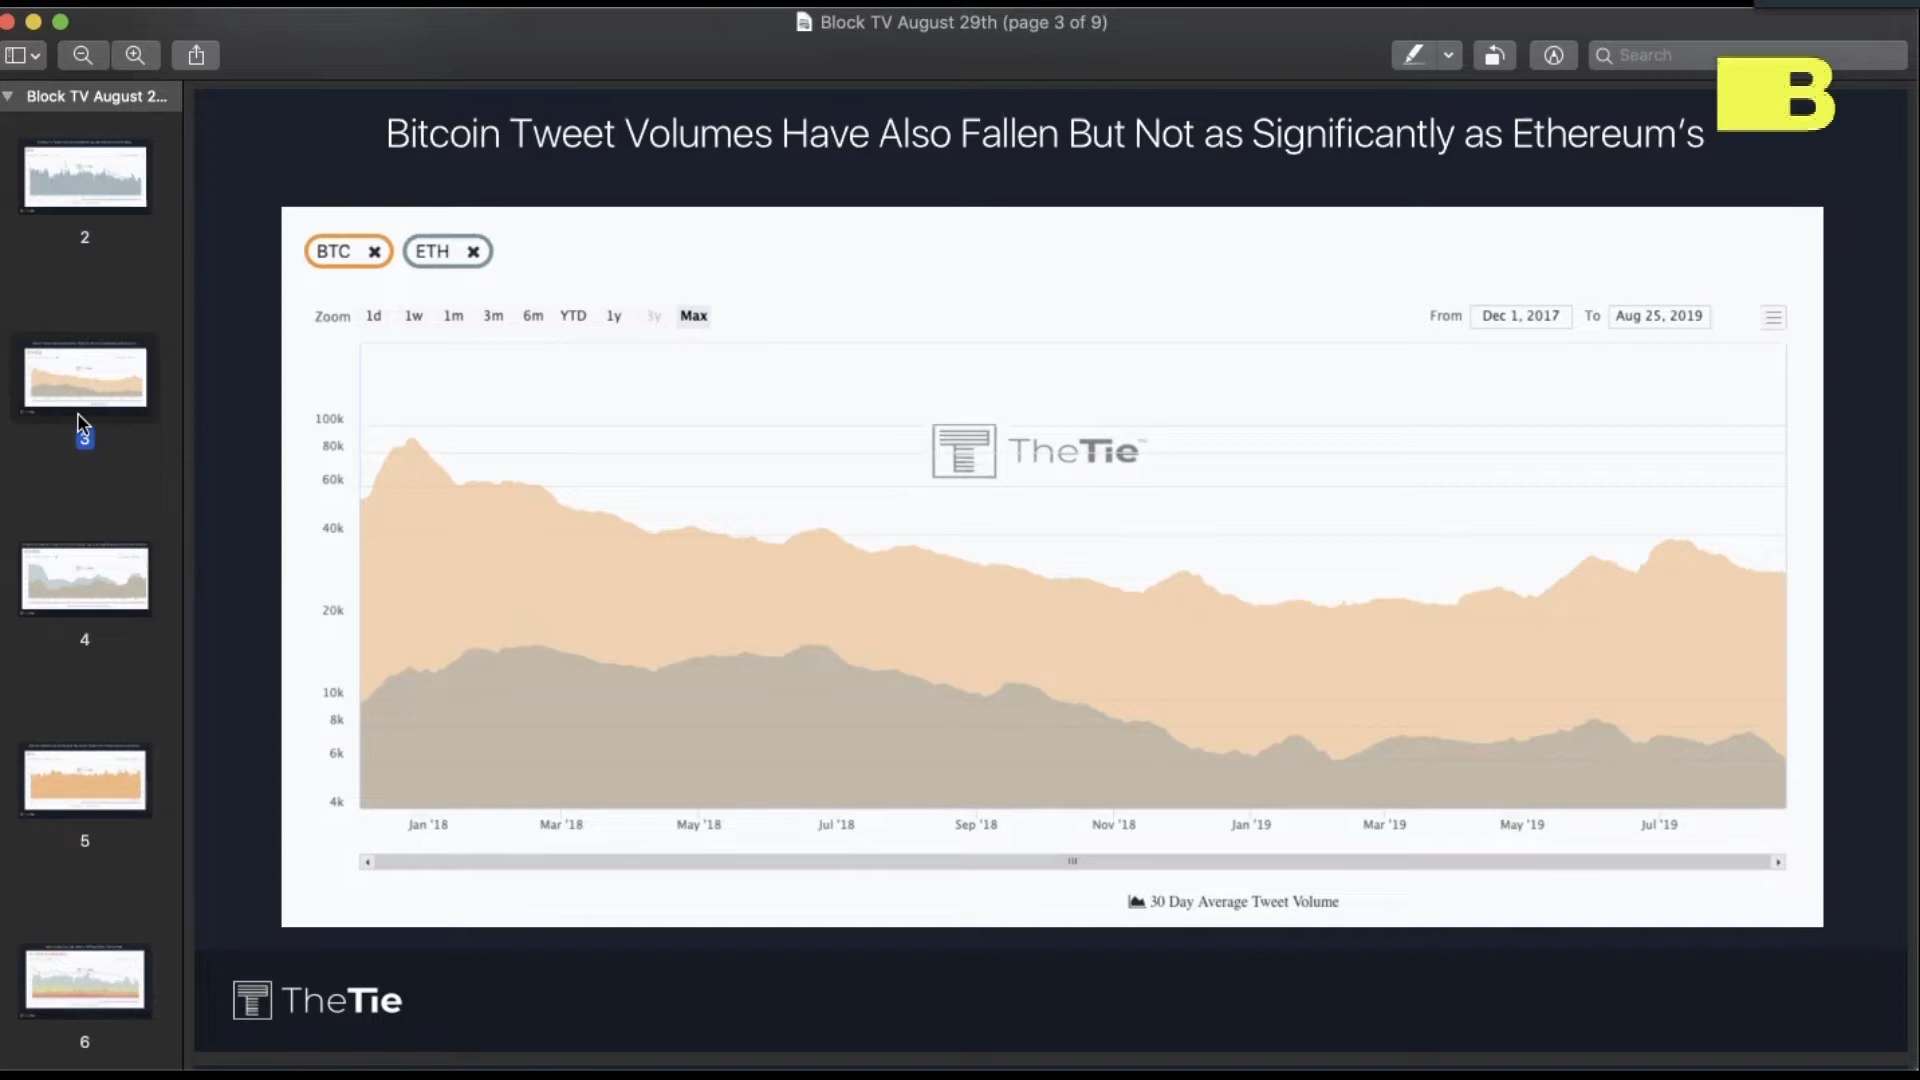 Block TV August 29th (page 3 of 9)
Search
Block TV August 2...
B
Bitcoin Tweet Volumes Have Also Fallen But Not as Significantly as Ethereum's
2
3
4
5
6
BTC ✖ ETH ✖
Zoom 1d 1w 1m 3m 6m YTD 1y 3y Max
From Dec 1, 2017 To Aug 25, 2019
TheTie™
100k
80k
60k
40k
20k
10k
8k
6k
4k
Jan '18 Mar '18 May '18 Jul '18 Sep '18 Nov '18 Jan '19 Mar '19 May '19 Jul '19
30 Day Average Tweet Volume
TheTie